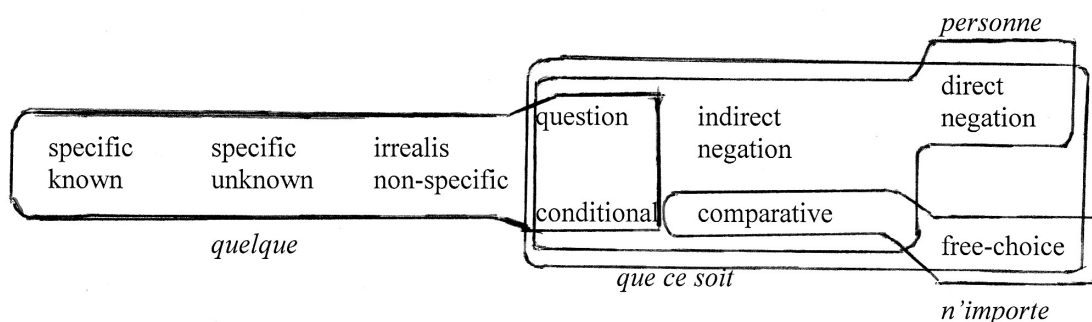 personne
direct
negation
question
indirect
negation
specific
known
specific
unknown
irrealis
non-specific
conditional
comparative
quelque
free-choice
que ce soit
n'importe